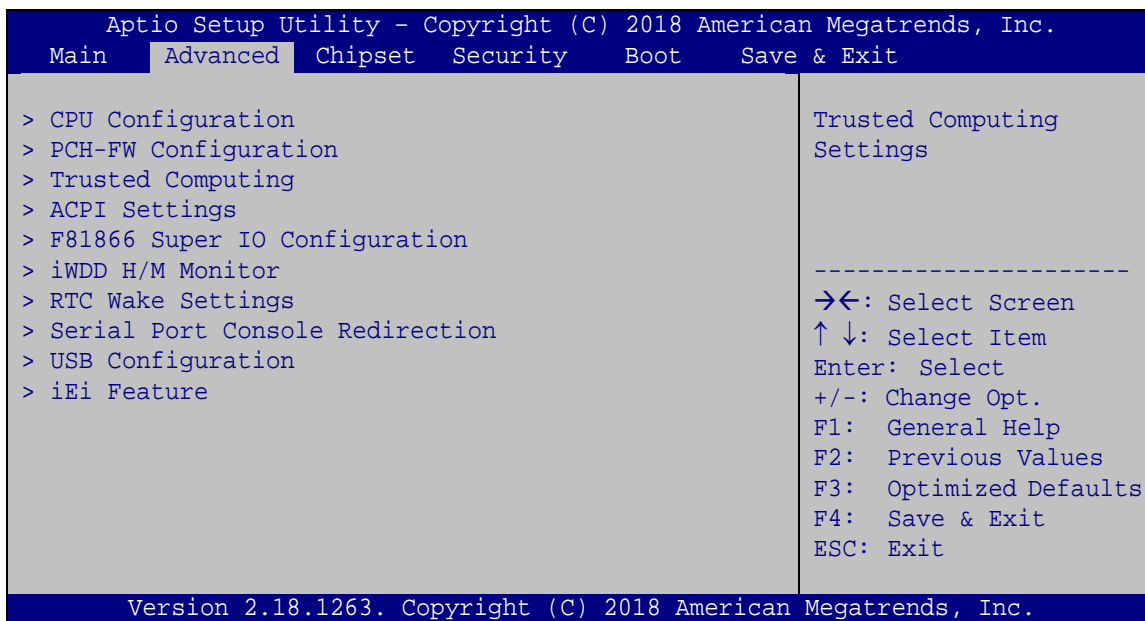 Aptio Setup Utility – Copyright (C) 2018 American Megatrends, Inc.
Main Advanced Chipset Security Boot Save & Exit
> CPU Configuration
> PCH-FW Configuration
> Trusted Computing
> ACPI Settings
> F81866 Super IO Configuration
> iWDD H/M Monitor
> RTC Wake Settings
> Serial Port Console Redirection
> USB Configuration
> iEi Feature
Trusted Computing
Settings
----------------------
→←: Select Screen
↑ ↓: Select Item
Enter: Select
+/-: Change Opt.
F1: General Help
F2: Previous Values
F3: Optimized Defaults
F4: Save & Exit
ESC: Exit
Version 2.18.1263. Copyright (C) 2018 American Megatrends, Inc.